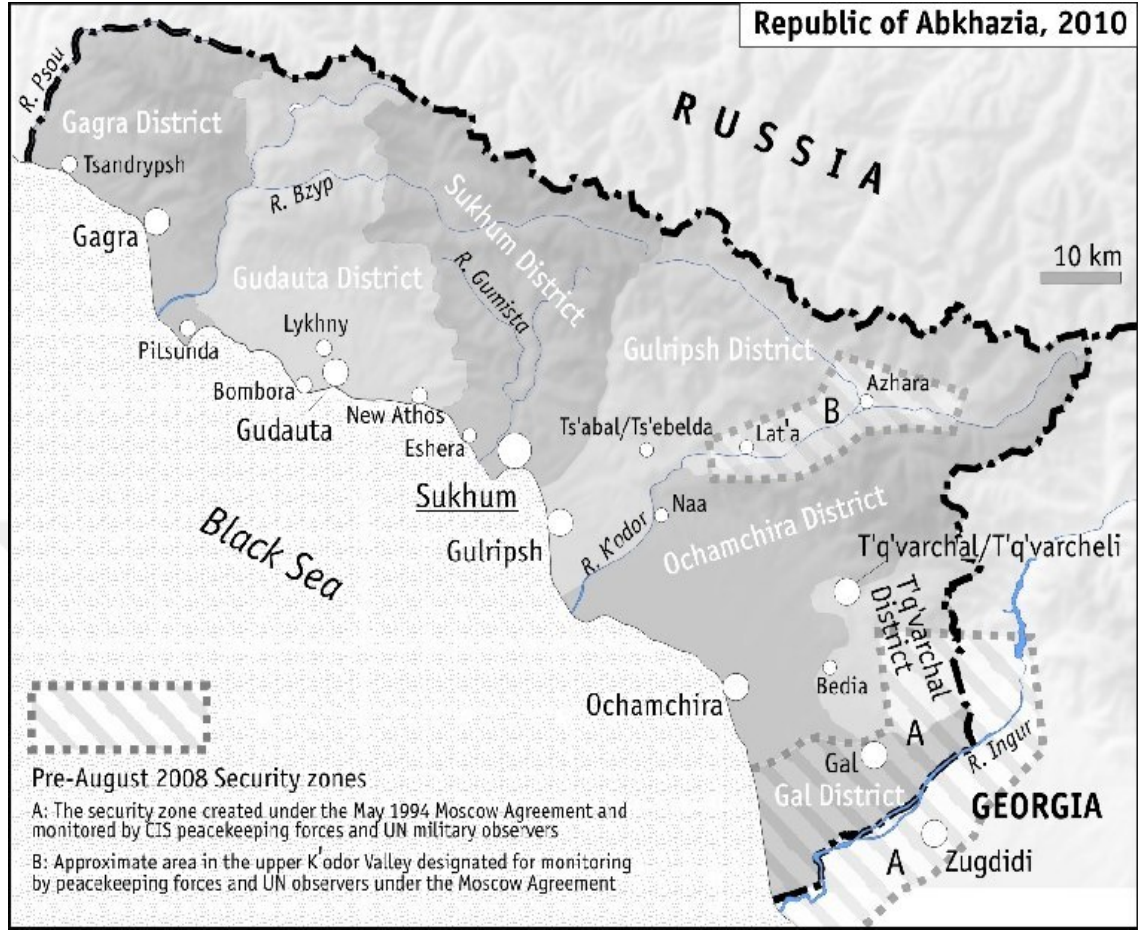 Republic of Abkhazia, 2010
R. Psou
RUSSIA
Gagra District
Tsandrypsh
R. Bzyp
Sukhum District
Gagra
10 km
Gudauta District
R. Gumista
Lykhny
Gulripsh District
Pitsunda
Azhara
Bombora
B
New Athos
Ts'abal/Ts'ebelda
Lat'a
Gudauta
Eshera
Sukhum
Naa
Black Sea
R. K'odor
Ochamchira District
Gulripsh
T'q'varchal/T'q'varcheli
T'q'varchal
District
Bedia
Ochamchira
A
R. Ingur
Gal
Gal District
GEORGIA
A
Zugdidi
Pre-August 2008 Security zones
A: The security zone created under the May 1994 Moscow Agreement and
monitored by CIS peacekeeping forces and UN military observers
B: Approximate area in the upper K'odor Valley designated for monitoring
by peacekeeping forces and UN observers under the Moscow Agreement